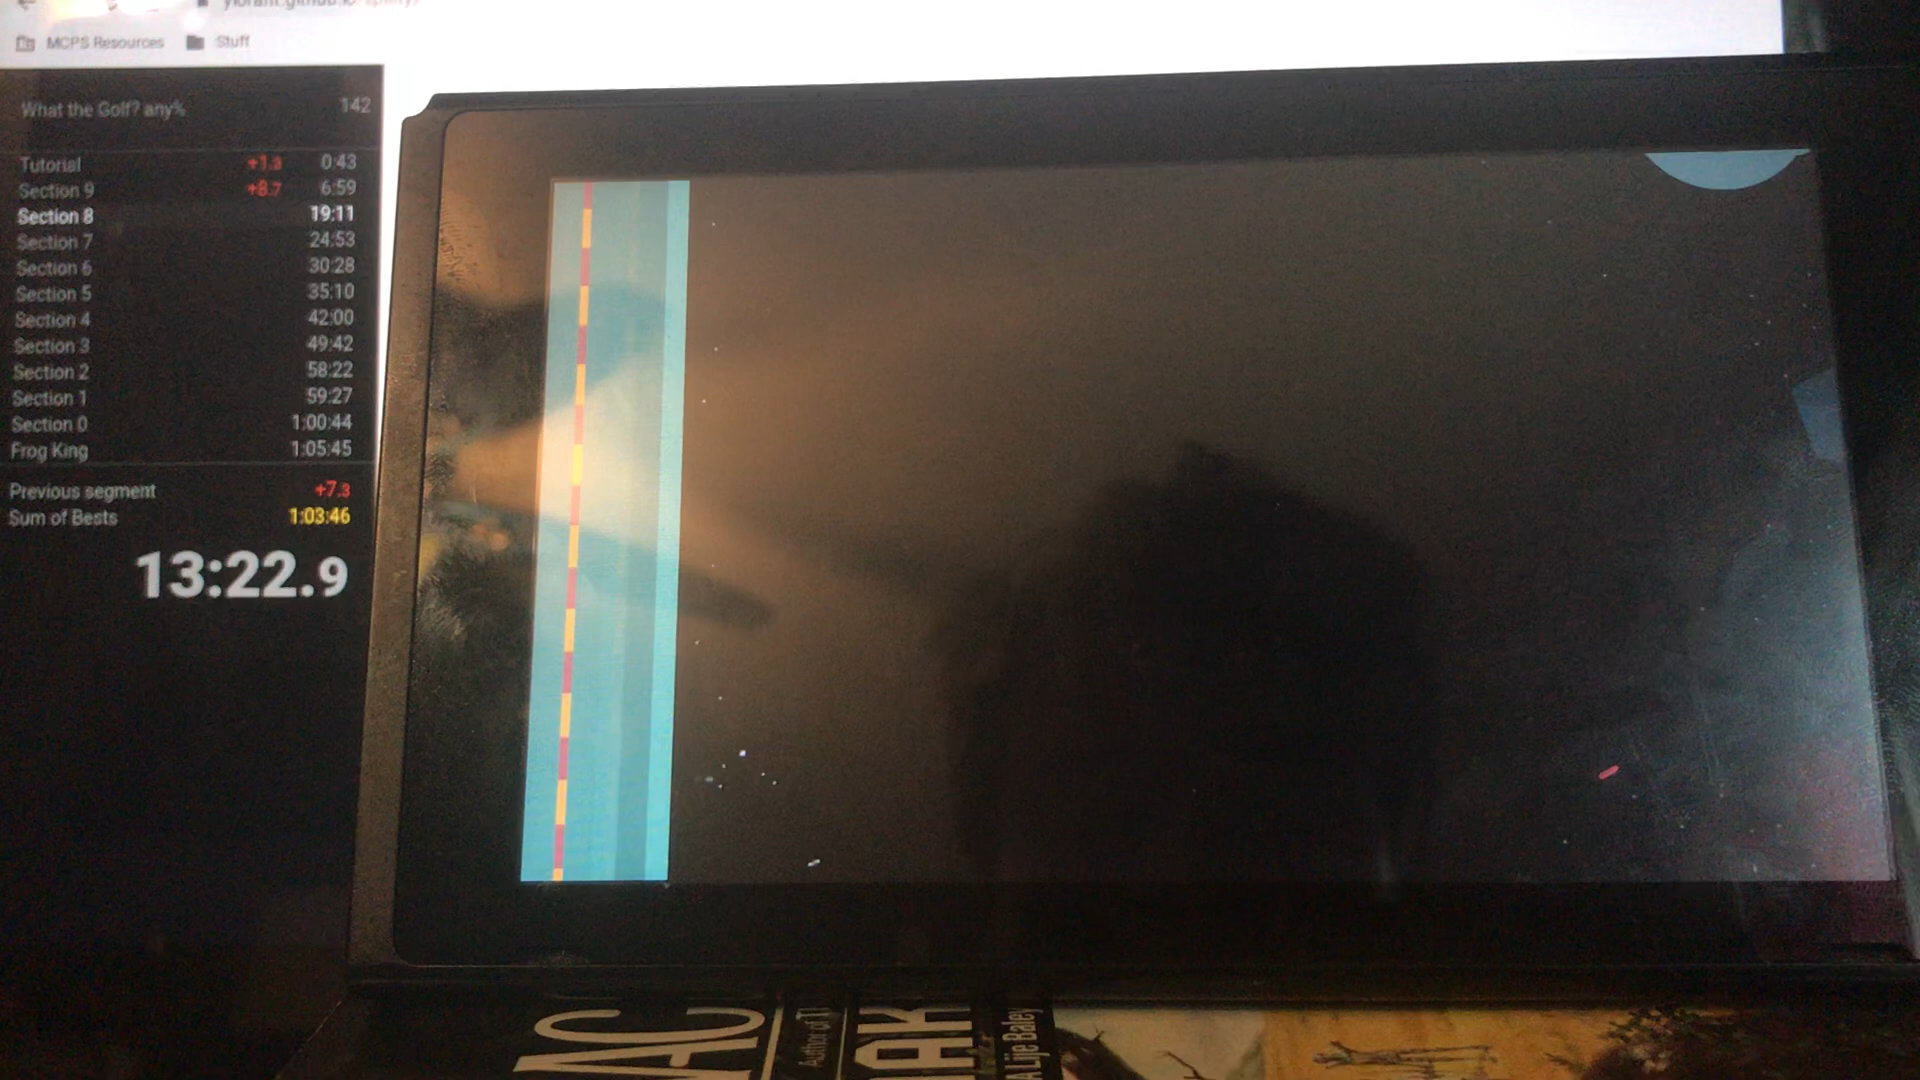 MCPS Resources Stuff
What the Golf? any% 142
Tutorial +1.3 0:43
Section 9 +8.7 6:59
Section 8 19:11
Section 7 24:53
Section 6 30:28
Section 5 35:10
Section 4 42:00
Section 3 49:42
Section 2 58:22
Section 1 59:27
Section 0 1:00:44
Frog King 1:05:45
Previous segment +7.3
Sum of Bests 1:03:46
13:22.9
AC
Author of
A Lije Baley